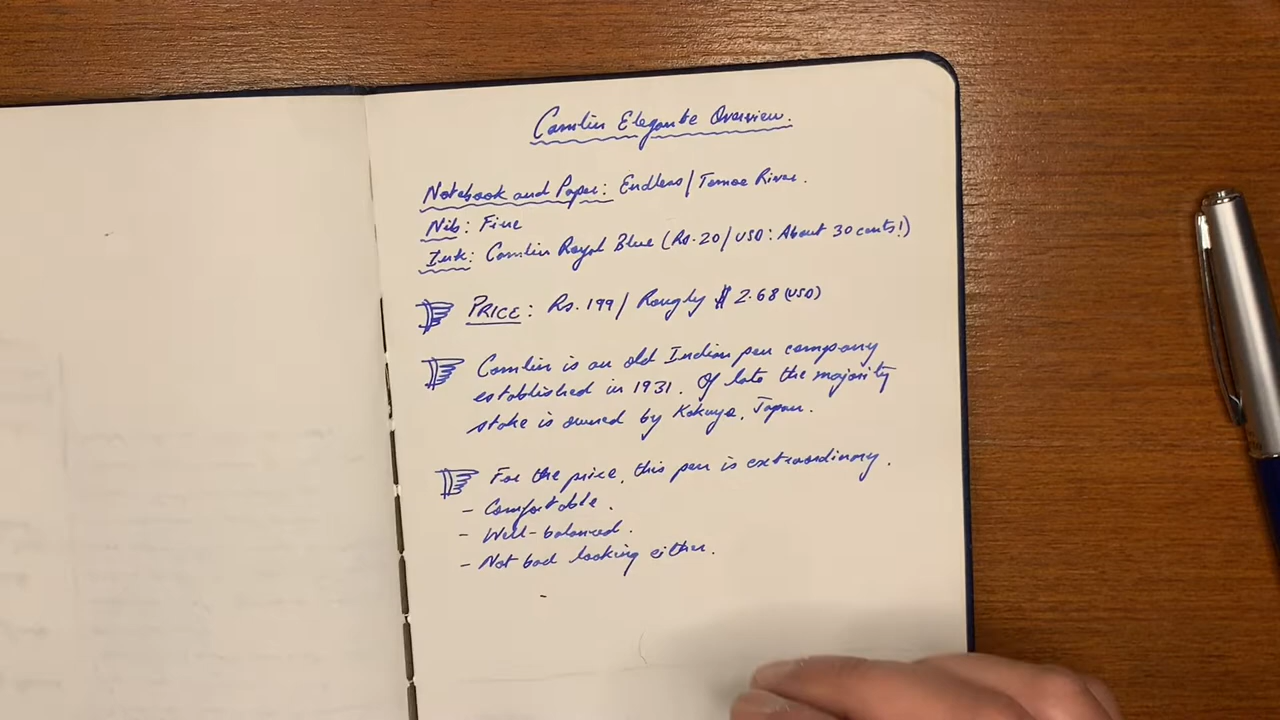 Camlin Elegante Overview.
Notebook and Paper: Endless/Tomoe River.
Nib: Fine
Ink: Camlin Royal Blue (Rs.20/USD: About 30 cents!)
PRICE: Rs. 199/ Roughly $ 2.68 (USD)
Camlin is an old Indian pen company
established in 1931. Of late the majority
stake is owned by Kokuyo, Japan.
For the price, this pen is extraordinary.
- Comfortable.
- Well-balanced.
- Not bad looking either.